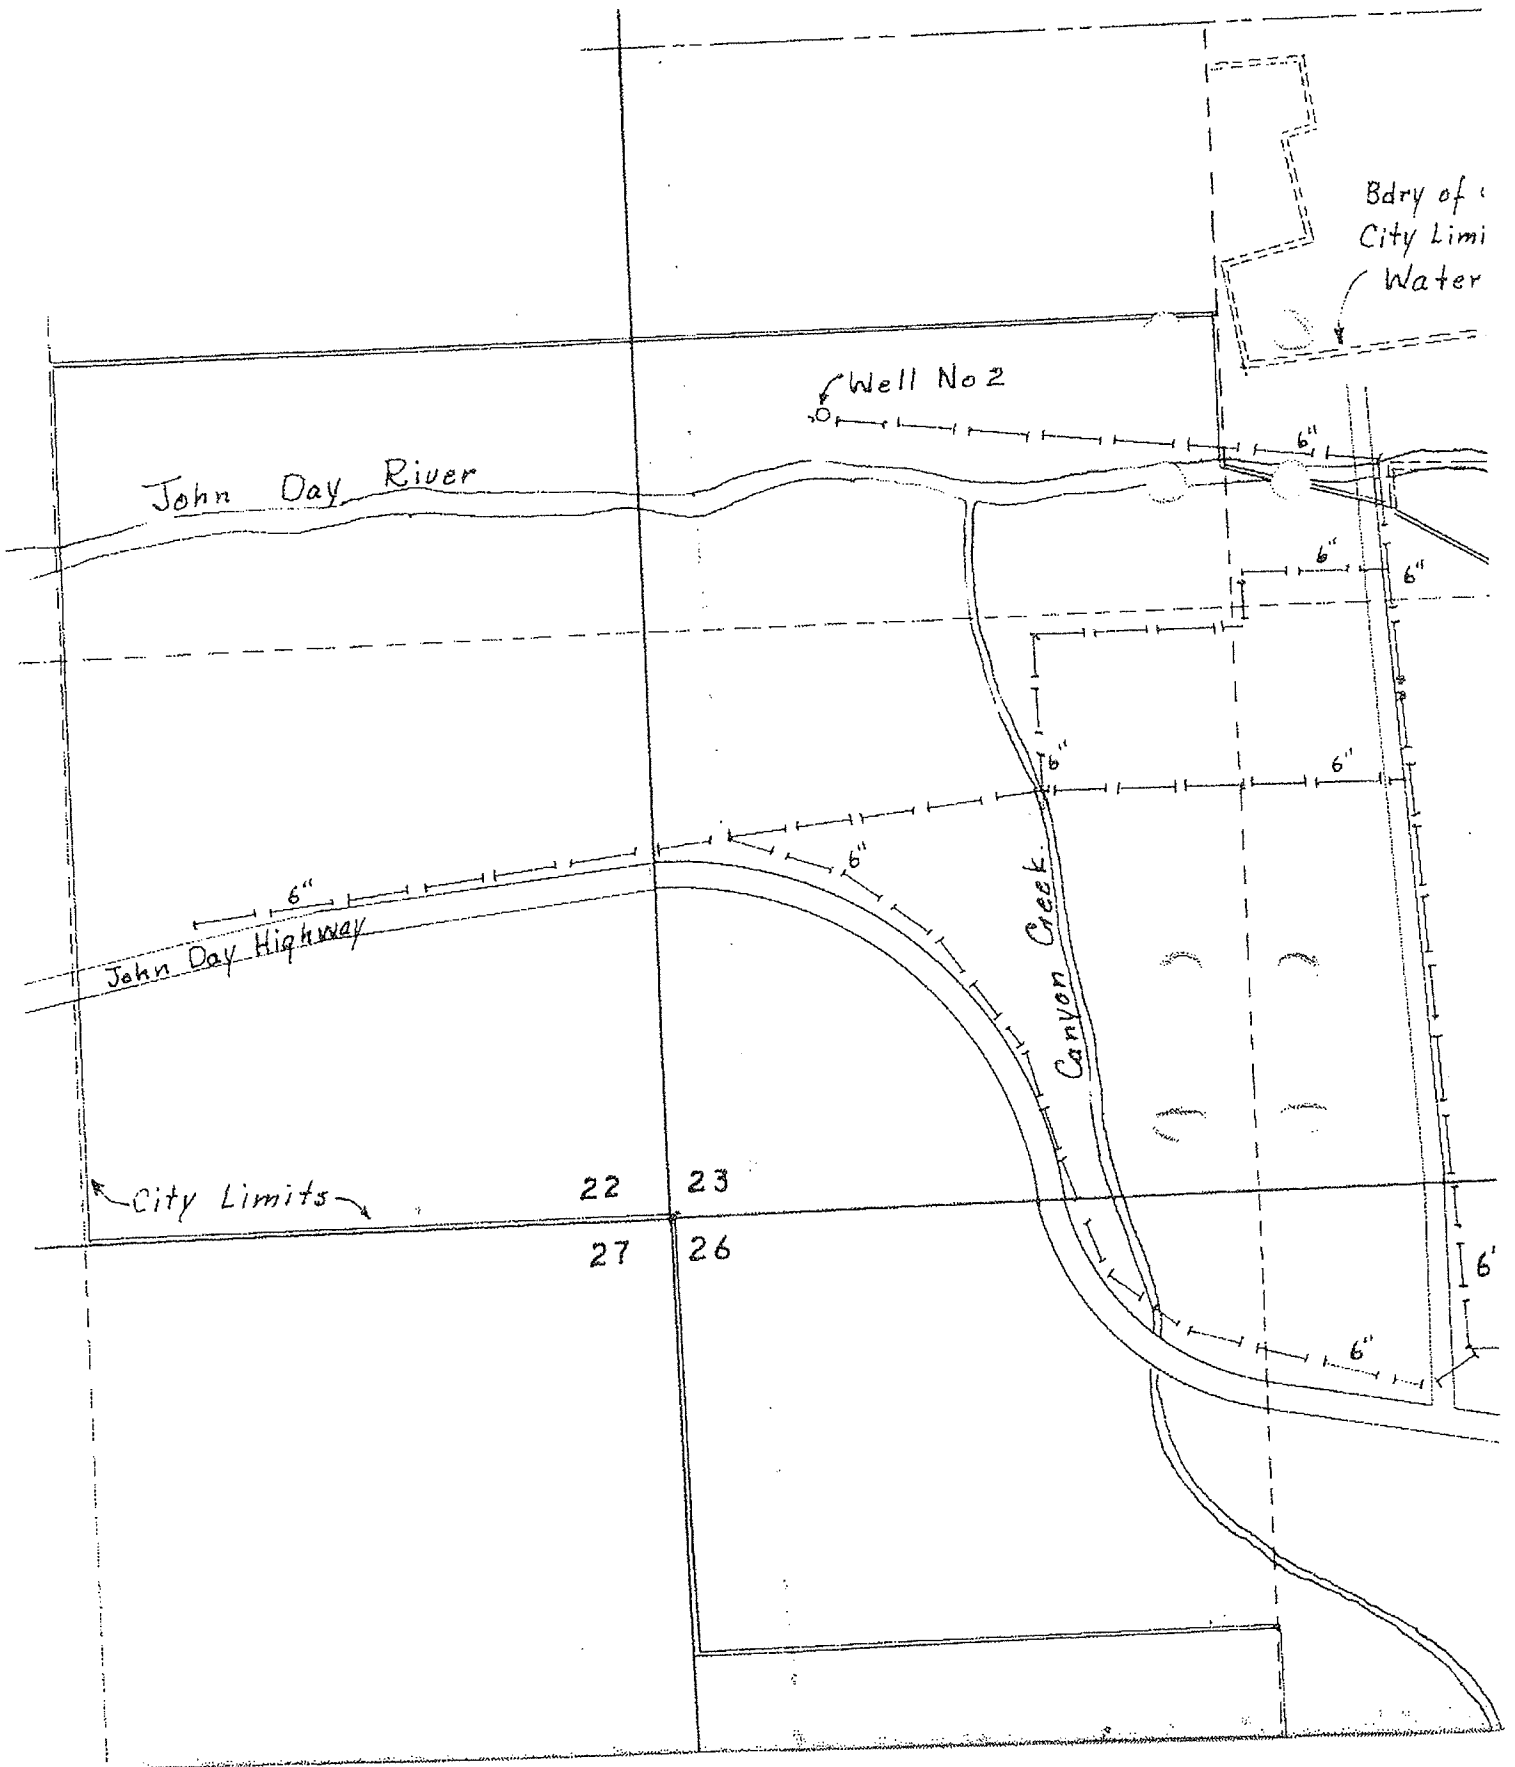 Bdry of
City Limi
Water
Well No 2
6"
John Day River
6"
6"
6"
6"
6"
6"
John Day Highway
Canyon Creek
22 23
City Limits
27 26
6'
6"